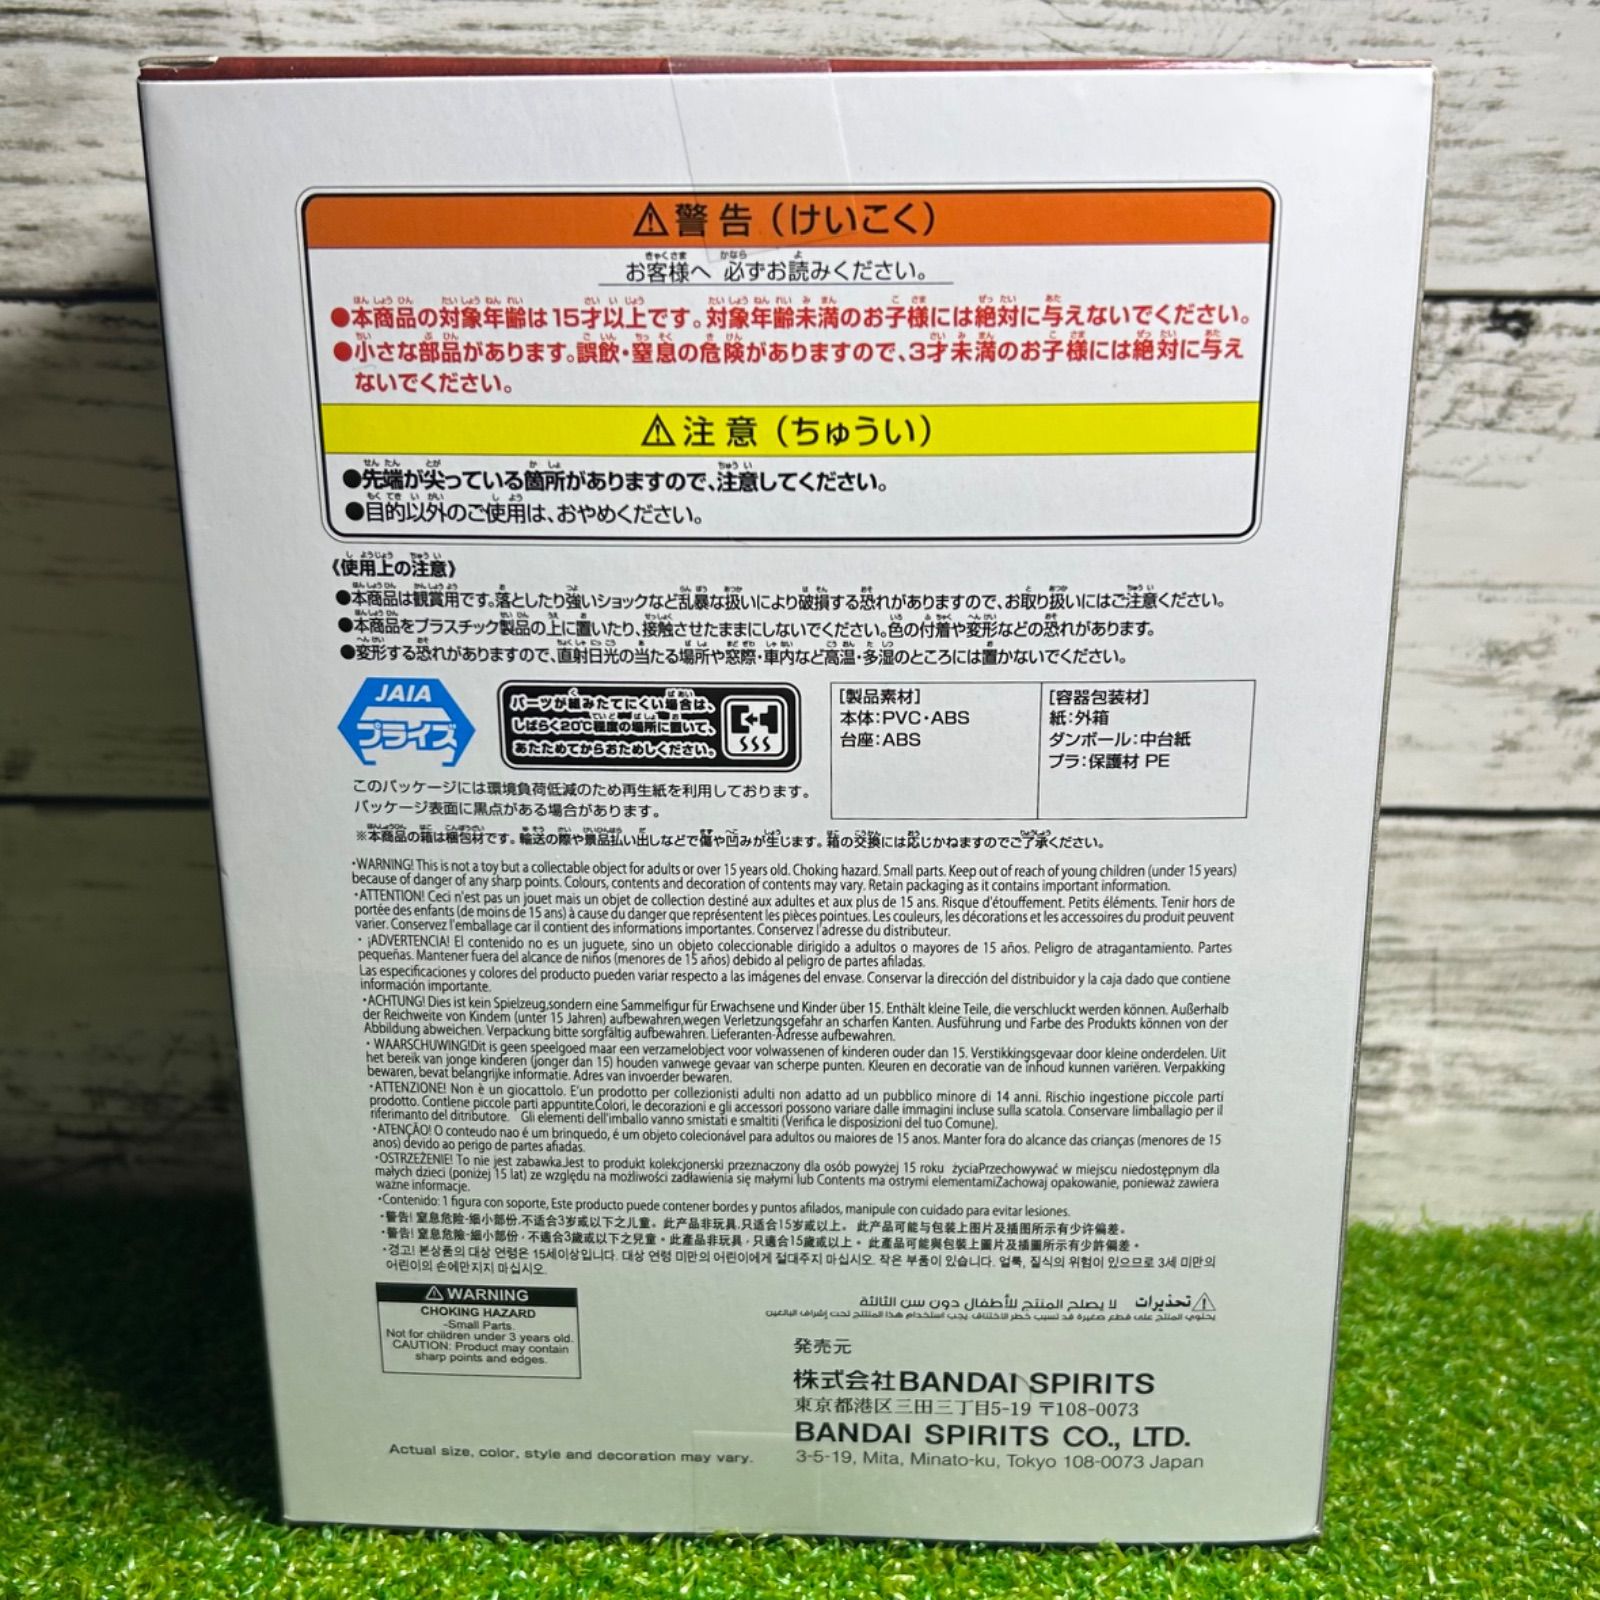 ⚠警告（けいこく）
お客様へ 必ずお読みください。
●本商品の対象年齢は15才以上です。対象年齢未満のお子様には絶対に与えないでください。
●小さな部品があります。誤飲・窒息の危険がありますので、3才未満のお子様には絶対に与え
ないでください。
⚠注意（ちゅうい）
●先端が尖っている箇所がありますので、注意してください。
●目的以外のご使用は、おやめください。
《使用上の注意》
●本商品は観賞用です。落としたり強いショックなど乱暴な扱いにより破損する恐れがありますので、お取り扱いにはご注意ください。
●本商品をプラスチック製品の上に置いたり、接触させたままにしないでください。色の付着や変形などの恐れがあります。
●変形する恐れがありますので、直射日光の当たる場所や窓際・車内など高温・多湿のところには置かないでください。
JAIA
プライズ
パーツが組みたてにくい場合は、
しばらく20℃程度の場所に置いて、
あたためてからおためしください。
[製品素材]
本体:PVC・ABS
台座:ABS
[容器包装材]
紙:外箱
ダンボール:中台紙
プラ:保護材 PE
このパッケージには環境負荷低減のため再生紙を利用しております。
パッケージ表面に黒点がある場合があります。
※本商品の箱は梱包材です。輸送の際や景品払い出しなどで傷や凹みが生じます。箱の交換には応じかねますのでご了承ください。
・WARNING! This is not a toy but a collectable object for adults or over 15 years old. Choking hazard. Small parts. Keep out of reach of young children (under 15 years)
because of danger of any sharp points. Colours, contents and decoration of contents may vary. Retain packaging as it contains important information.
・ATTENTION! Ceci n'est pas un jouet mais un objet de collection destiné aux adultes et aux plus de 15 ans. Risque d'étouffement. Petits éléments. Tenir hors de
portée des enfants (de moins de 15 ans) à cause du danger que représentent les pièces pointues. Les couleurs, les décorations et les accessoires du produit peuvent
varier. Conservez l'emballage car il contient des informations importantes. Conservez l'adresse du distributeur.
・¡ADVERTENCIA! El contenido no es un juguete, sino un objeto coleccionable dirigido a adultos o mayores de 15 años. Peligro de atragantamiento. Partes
pequeñas. Mantener fuera del alcance de niños (menores de 15 años) debido al peligro de partes afiladas.
Las especificaciones y colores del producto pueden variar respecto a las imágenes del envase. Conservar la dirección del distribuidor y la caja dado que contiene
información importante.
・ACHTUNG! Dies ist kein Spielzeug,sondern eine Sammelfigur für Erwachsene und Kinder über 15. Enthält kleine Teile, die verschluckt werden können. Außerhalb
der Reichweite von Kindem (unter 15 Jahren) aufbewahren,wegen Verletzungsgefahr an scharfen Kanten. Ausführung und Farbe des Produkts können von der
Abbildung abweichen. Verpackung bitte sorgfältig aufbewahren. Lieferanten-Adresse aufbewahren.
・WAARSCHUWING!Dit is geen speelgoed maar een verzamelobject voor volwassenen of kinderen ouder dan 15. Verstikkingsgevaar door kleine onderdelen. Uit
het bereik van jonge kinderen (jonger dan 15) houden vanwege gevaar van scherpe punten. Kleuren en decoratie van de inhoud kunnen variëren. Verpakking
bewaren, bevat belangrijke informatie. Adres van invoerder bewaren.
・ATTENZIONE! Non è un giocattolo. E'un prodotto per collezionisti adulti non adatto ad un pubblico minore di 14 anni. Rischio ingestione piccole parti
prodotto. Contiene piccole parti appuntite.Colori, le decorazioni e gli accessori possono variare dalle immagini incluse sulla scatola. Conservare limballagio per il
riferimanto del ditributore. Gli elementi dell'imballo vanno smistati e smaltiti (Verifica le disposizioni del tuo Comune).
・ATENÇÃO! O conteudo nao é um brinquedo, é um objeto colecionável para adultos ou maiores de 15 anos. Manter fora do alcance das crianças (menores de 15
anos) devido ao perigo de partes afiadas.
・OSTRZEŻENIE! To nie jest zabawka.Jest to produkt kolekcjonerski przeznaczony dla osób powyżej 15 roku życiaPrzechowywać w miejscu niedostępnym dla
małych dzieci (poniżej 15 lat) ze względu na możliwości zadławienia się małymi lub Contents ma ostrymi elementamiZachowaj opakowanie, ponieważ zawiera
ważne informacje.
・Contenido: 1 figura con soporte, Este producto puede contener bordes y puntos afilados, manipule con cuidado para evitar lesiones.
・警告! 窒息危险-细小部份.不适合3岁或以下之儿童。此产品非玩具,只适合15岁或以上。 此产品可能与包装上图片及插图所示有少许偏差。
・警告! 窒息危險-細小部份，不適合3歲或以下之兒童。此產品非玩具，只適合15歲或以上。 此產品可能與包裝上圖片及插圖所示有少許偏差。
・경고! 본상품의 대상 연령은 15세이상입니다. 대상 연령 미만의 어린이에게 절대주지 마십시오. 작은 부품이 있습니다. 얼룩, 질식의 위험이 있으므로 3세 미만의
어린이의 손에만지지 마십시오.
⚠ WARNING
CHOKING HAZARD
-Small Parts.
Not for children under 3 years old.
CAUTION: Product may contain
sharp points and edges.
⚠تحذيرات لا يصلح المنتج للأطفال دون سن الثالثة
يحتوي المنتج على قطع صغيرة قد تسبب خطر الاختناق يجب استخدام هذا المنتج تحت إشراف البالغين
発売元
株式会社BANDAI SPIRITS
東京都港区三田三丁目5-19 〒108-0073
BANDAI SPIRITS CO., LTD.
3-5-19, Mita, Minato-ku, Tokyo 108-0073 Japan
Actual size, color, style and decoration may vary.